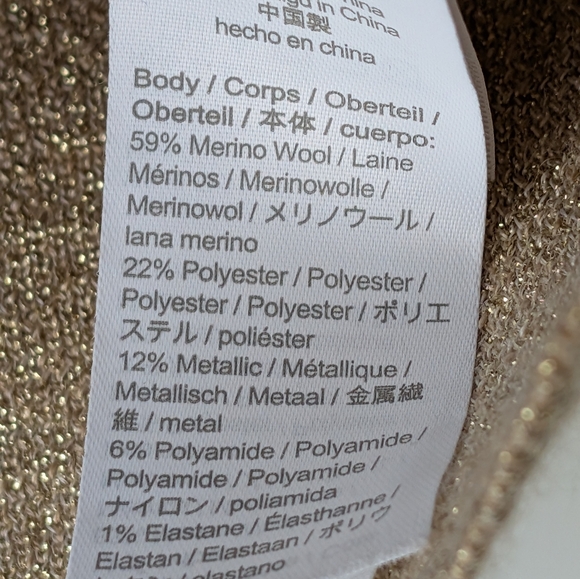 in China
中国製
hecho en china
Body / Corps / Oberteil /
Oberteil / 本体 / cuerpo:
59% Merino Wool / Laine
Mérinos / Merinowolle /
Merinowol / メリノウール /
lana merino
22% Polyester / Polyester /
Polyester / Polyester / ポリエ
ステル / poliéster
12% Metallic / Métallique /
Metallisch / Metaal / 金属繊
維 / metal
6% Polyamide / Polyamide /
Polyamide / Polyamide /
ナイロン / poliamida
1% Elastane / Élasthanne /
Elastan / Elastaan / ポリウ
elastano